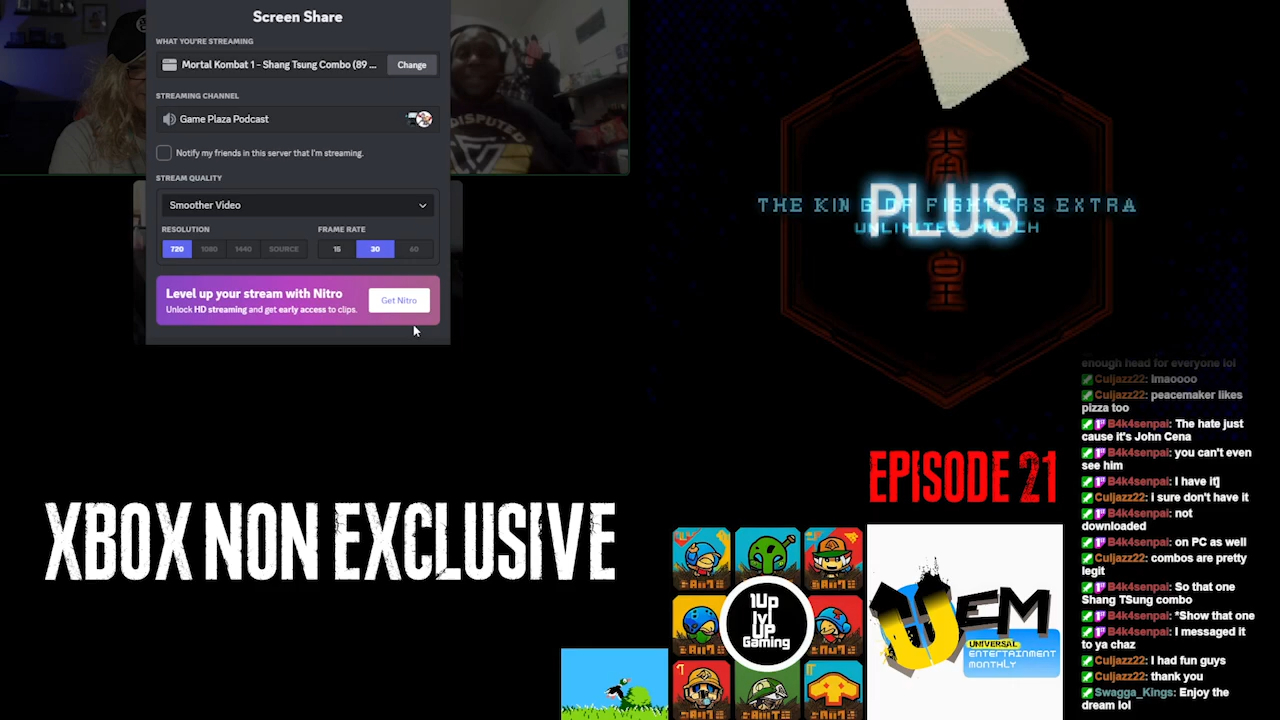 Screen Share
WHAT YOU'RE STREAMING
Mortal Kombat 1 - Shang Tsung Combo (89 ...
Change
STREAMING CHANNEL
Game Plaza Podcast
Notify my friends in this server that I'm streaming.
STREAM QUALITY
Smoother Video
RESOLUTION
FRAME RATE
720 1080 1440 SOURCE
15 30 60
Level up your stream with Nitro
Unlock HD streaming and get early access to clips.
Get Nitro
DISPUTED
THE KING OF FIGHTERS EXTRA
PLUS
UNLIMITED MATCH
EPISODE 21
XBOX NON EXCLUSIVE
1Up
lyf
UP
Gaming
UEM
UNIVERSAL
ENTERTAINMENT
MONTHLY
enough head for everyone lol
Culjazz22: lmaoooo
Culjazz22: peacemaker likes
pizza too
B4k4senpai: The hate just
cause it's John Cena
B4k4senpai: you can't even
see him
B4k4senpai: I have it]
Culjazz22: i sure don't have it
B4k4senpai: not
downloaded
B4k4senpai: on PC as well
Culjazz22: combos are pretty
legit
B4k4senpai: So that one
Shang TSung combo
B4k4senpai: *Show that one
B4k4senpai: I messaged it
to ya chaz
Culjazz22: I had fun guys
Culjazz22: thank you
Swagga_Kings: Enjoy the
dream lol